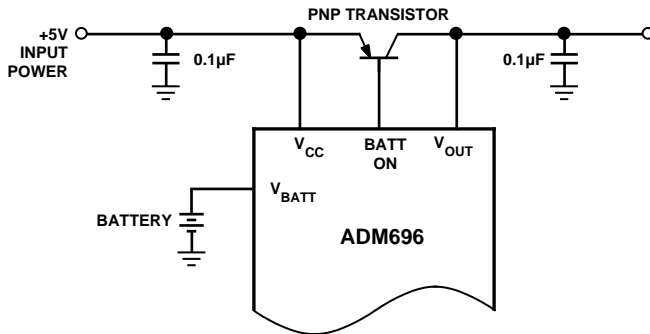 PNP TRANSISTOR
+5V
INPUT
POWER
0.1µF
0.1µF
VCC
BATT
ON
VOUT
VBATT
BATTERY
ADM696